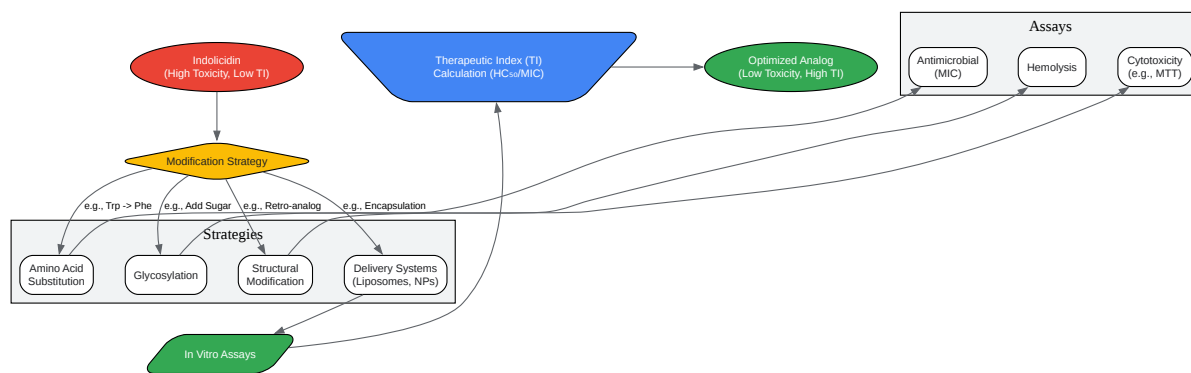 Assays
Indolicidin
(High Toxicity, Low TI)
Therapeutic Index (TI)
Calculation (HC₅₀/MIC)
Optimized Analog
(Low Toxicity, High TI)
Antimicrobial
(MIC)
Hemolysis
Cytotoxicity
(e.g., MTT)
Modification Strategy
e.g., Trp -> Phe
e.g., Add Sugar
e.g., Retro-analog
e.g., Encapsulation
Strategies
Amino Acid
Substitution
Glycosylation
Structural
Modification
Delivery Systems
(Liposomes, NPs)
In Vitro Assays